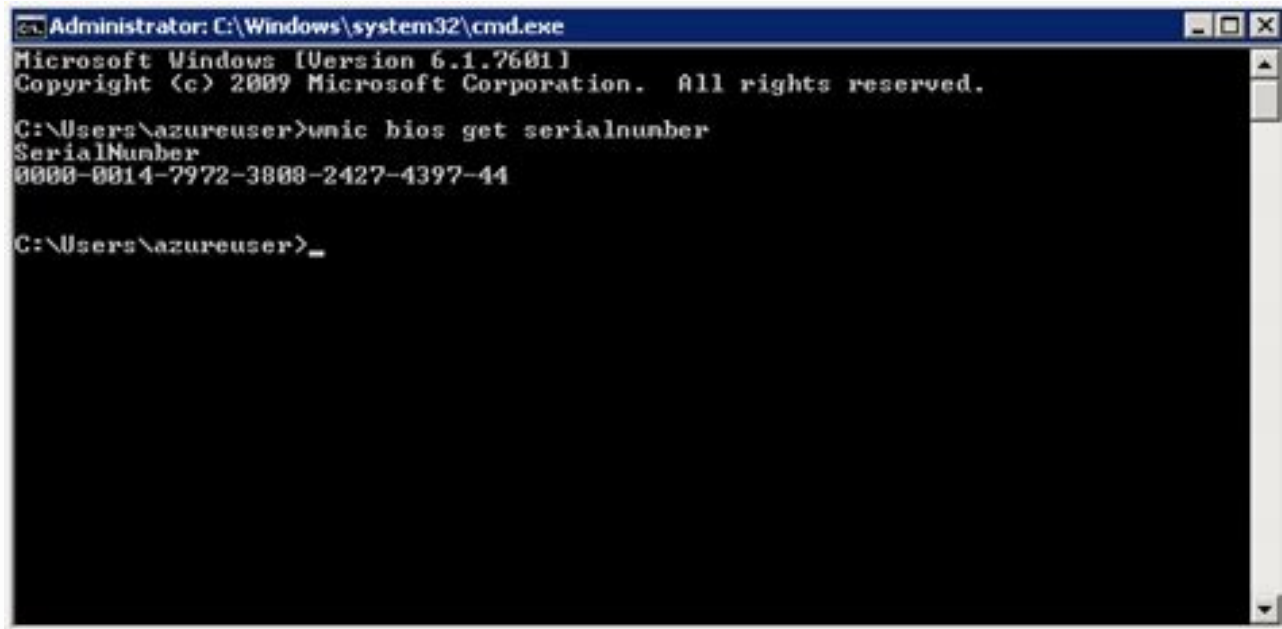 Administrator: C:\Windows\system32\cmd.exe
Microsoft Windows [Version 6.1.7601]
Copyright (c) 2009 Microsoft Corporation.  All rights reserved.
C:\Users\azureuser>wmic bios get serialnumber
SerialNumber
0000-0014-7972-3808-2427-4397-44
C:\Users\azureuser>_